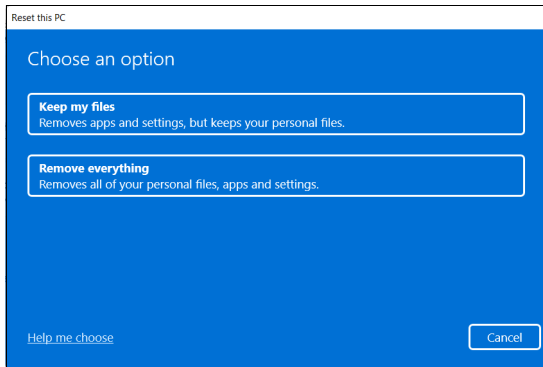 Reset this PC
Choose an option
Keep my files
Removes apps and settings, but keeps your personal files.
Remove everything
Removes all of your personal files, apps and settings.
Help me choose
Cancel